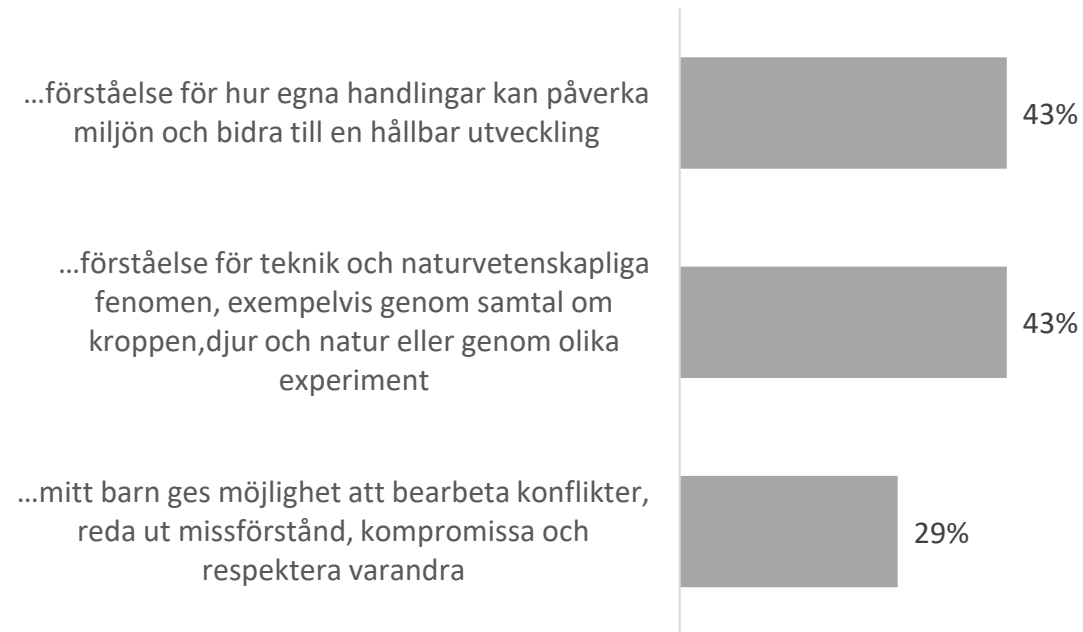 …förståelse för hur egna handlingar kan påverka
miljön och bidra till en hållbar utveckling
43%
…förståelse för teknik och naturvetenskapliga
fenomen, exempelvis genom samtal om
kroppen,djur och natur eller genom olika
experiment
43%
…mitt barn ges möjlighet att bearbeta konflikter,
reda ut missförstånd, kompromissa och
respektera varandra
29%